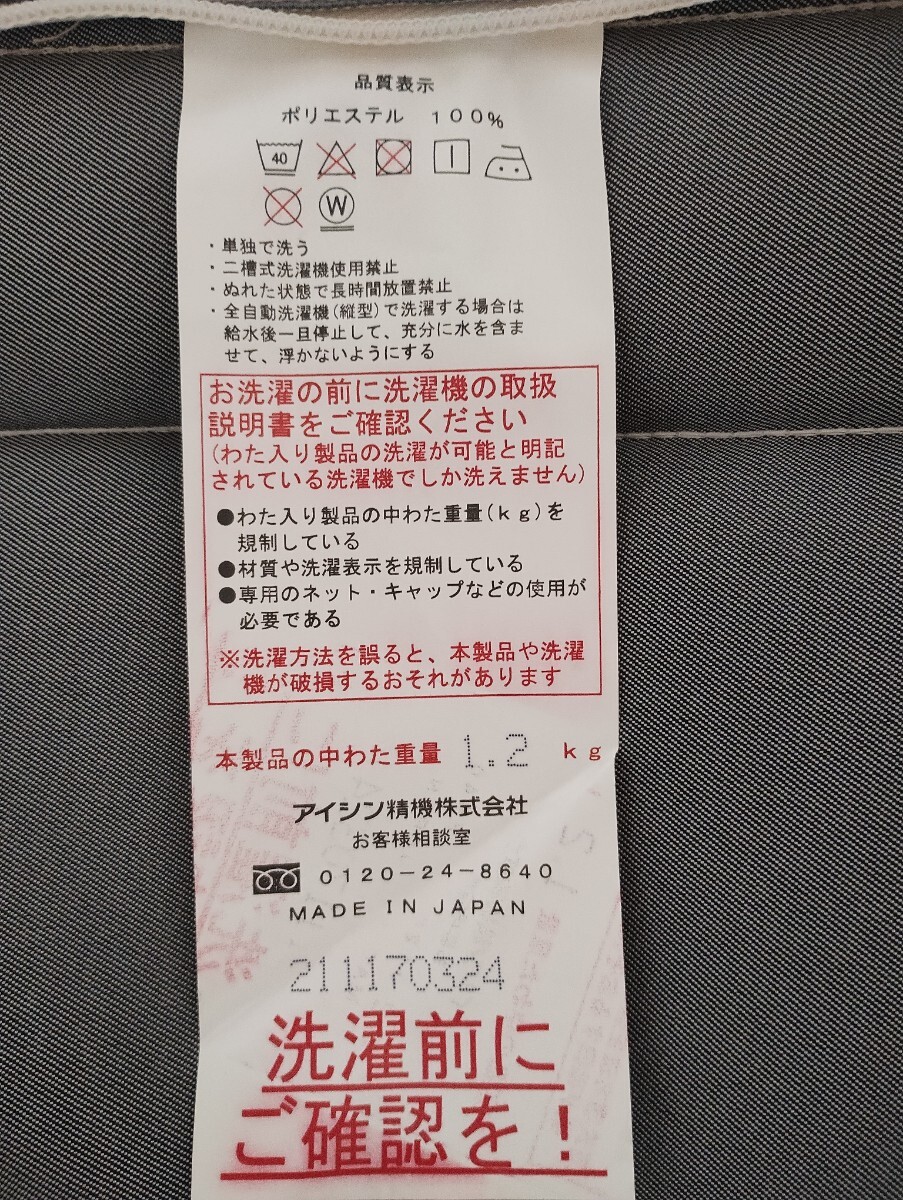 品質表示
ポリエステル 100%
40
W
・単独で洗う
・二槽式洗濯機使用禁止
・ぬれた状態で長時間放置禁止
・全自動洗濯機(縦型)で洗濯する場合は
給水後一旦停止して、充分に水を含ま
せて、浮かないようにする
お洗濯の前に洗濯機の取扱
説明書をご確認ください
(わた入り製品の洗濯が可能と明記
されている洗濯機でしか洗えません)
●わた入り製品の中わた重量(kg)を
規制している
●材質や洗濯表示を規制している
●専用のネット・キャップなどの使用が
必要である
※洗濯方法を誤ると、本製品や洗濯
機が破損するおそれがあります
本製品の中わた重量 1.2 kg
アイシン精機株式会社
お客様相談室
0120-24-8640
MADE IN JAPAN
211170324
洗濯前に
ご確認を!